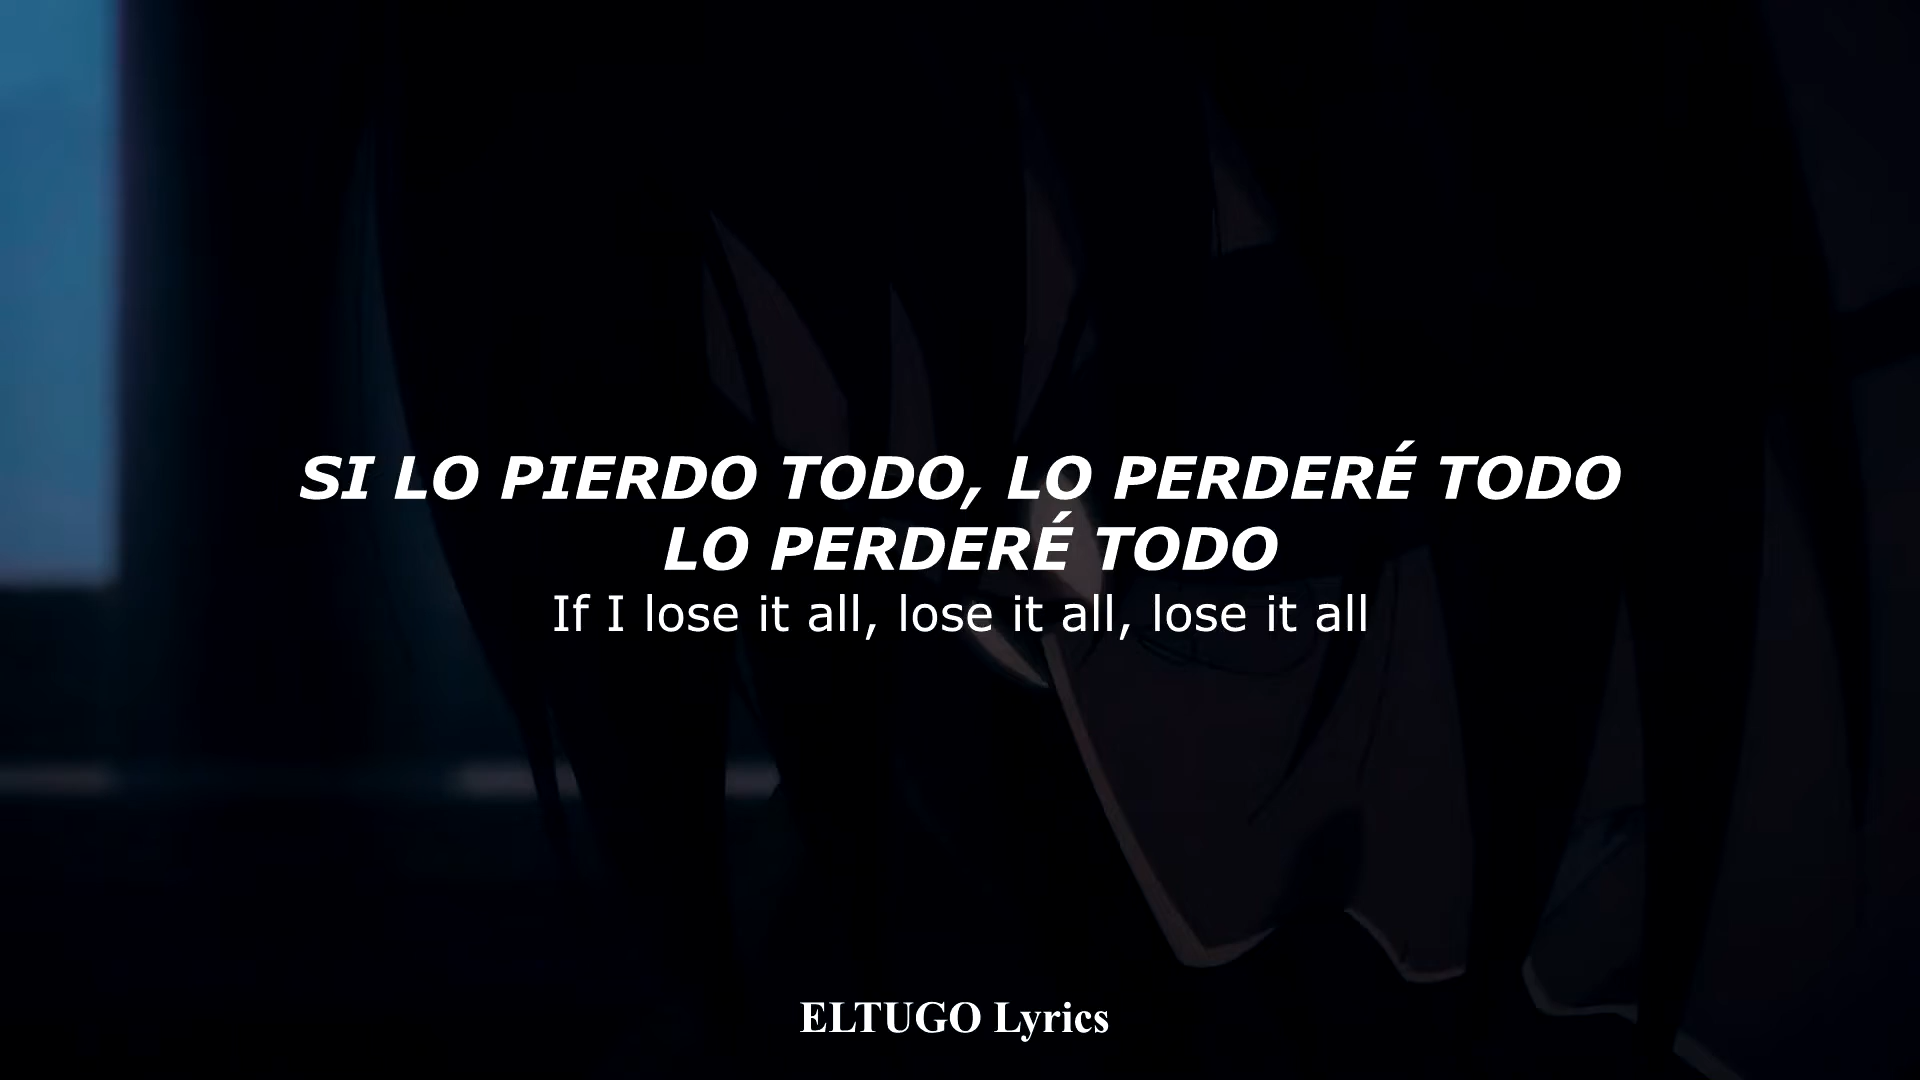 SI LO PIERDO TODO, LO PERDERÉ TODO
LO PERDERÉ TODO
If I lose it all, lose it all, lose it all
ELTUGO Lyrics